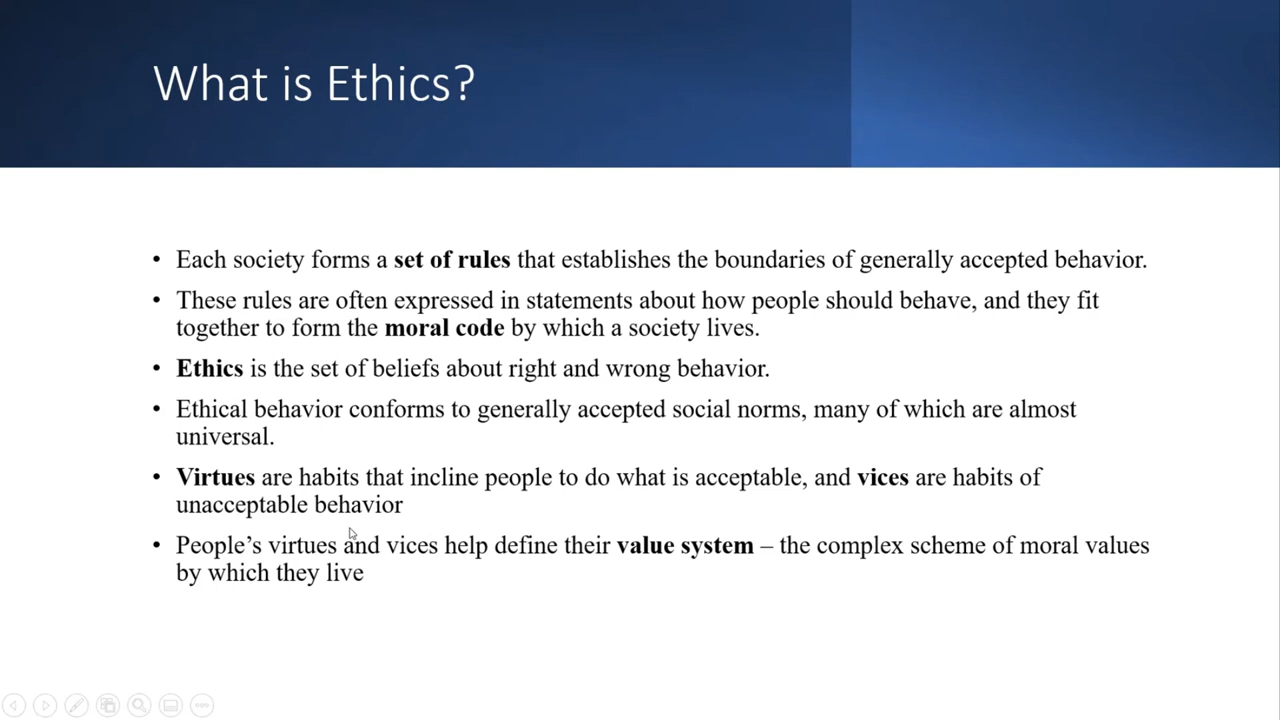 What is Ethics?
• Each society forms a set of rules that establishes the boundaries of generally accepted behavior.
• These rules are often expressed in statements about how people should behave, and they fit
together to form the moral code by which a society lives.
• Ethics is the set of beliefs about right and wrong behavior.
• Ethical behavior conforms to generally accepted social norms, many of which are almost
universal.
• Virtues are habits that incline people to do what is acceptable, and vices are habits of
unacceptable behavior
• People’s virtues and vices help define their value system – the complex scheme of moral values
by which they live